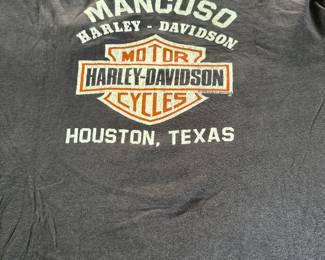 MANCUSO
HARLEY - DAVIDSON
MOTOR
HARLEY-DAVIDSON
CYCLES
HOUSTON, TEXAS